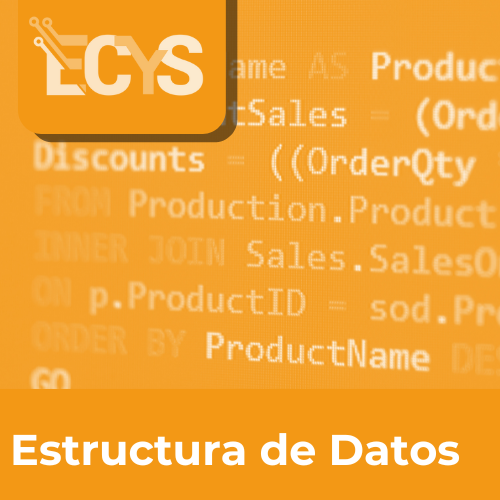 ECYS
ame AS Produc
tSales = (Ord
Discounts = ((OrderQty
FROM Production.Product
INNER JOIN Sales.SalesO
ON p.ProductID = sod.Pr
ORDER BY ProductName DES
GO
Estructura de Datos